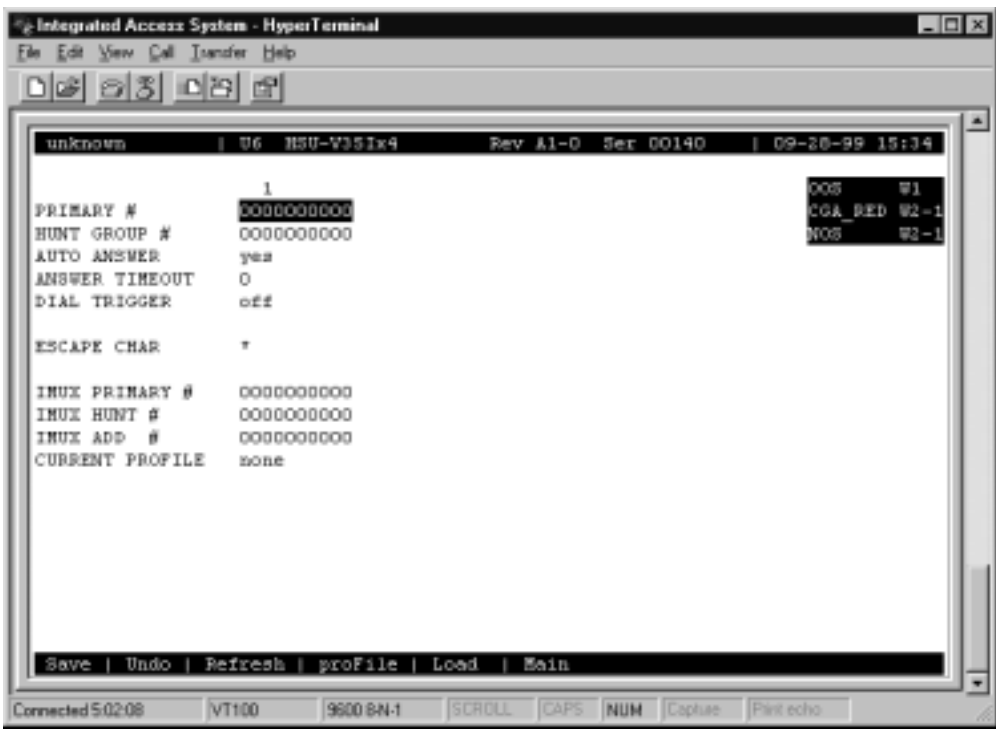 Integrated Access System - HyperTerminal
File Edit View Call Transfer Help
unknown | U6 HSU-V35Ix4 Rev A1-0 Ser 00140 | 09-28-99 15:34
1
OOS W1
PRIMARY # 0000000000
CGA_RED W2-1
HUNT GROUP # 0000000000
NOS W2-1
AUTO ANSWER yes
ANSWER TIMEOUT 0
DIAL TRIGGER off
ESCAPE CHAR *
IMUX PRIMARY # 0000000000
IMUX HUNT # 0000000000
IMUX ADD # 0000000000
CURRENT PROFILE none
Save | Undo | Refresh | proFile | Load | Main
Connected 5:02:08 VT100 9600 8-N-1 SCROLL CAPS NUM Capture Print echo